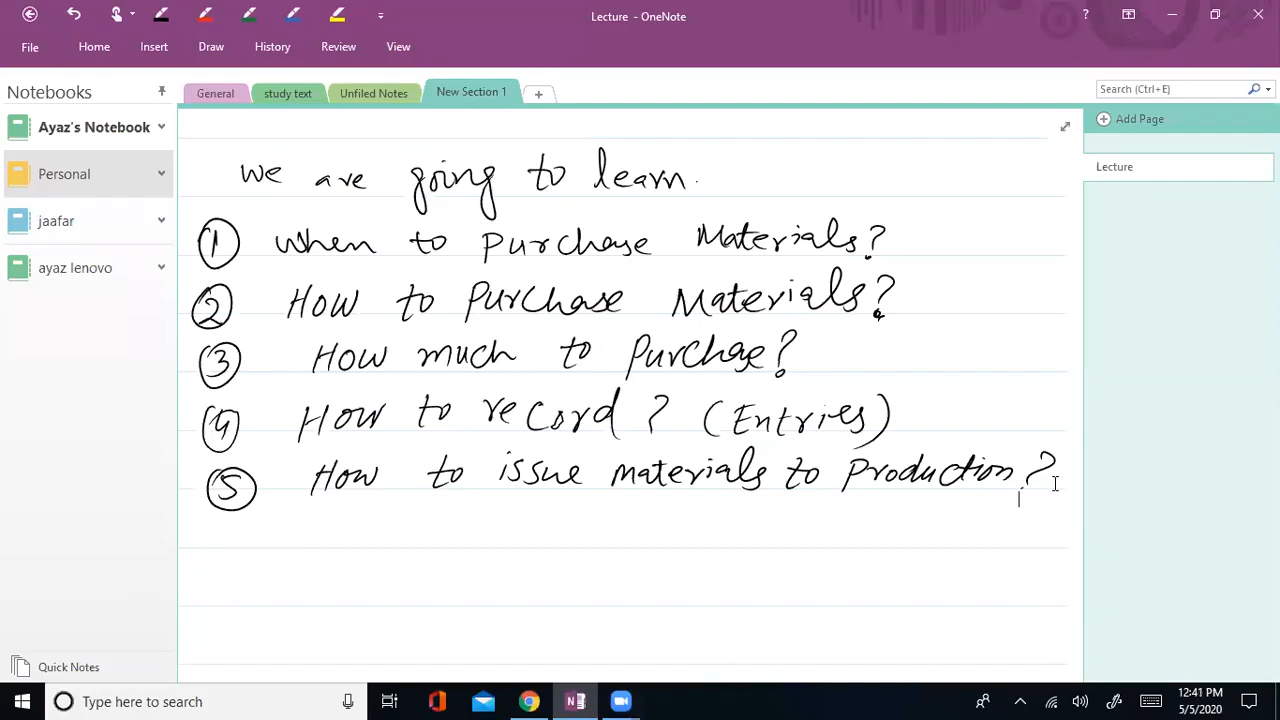 Lecture - OneNote
?
File
Home
Insert
Draw
History
Review
View
Notebooks
General
study text
Unfiled Notes
New Section 1
+
Search (Ctrl+E)
Ayaz's Notebook
Personal
jaafar
ayaz lenovo
Add Page
Lecture
We are going to learn.
① When to Purchase Materials?
② How to Purchase Materials?
③ How much to Purchase?
④ How to record? (Entries)
⑤ How to issue materials to Production?
Quick Notes
Type here to search
12:41 PM
5/5/2020